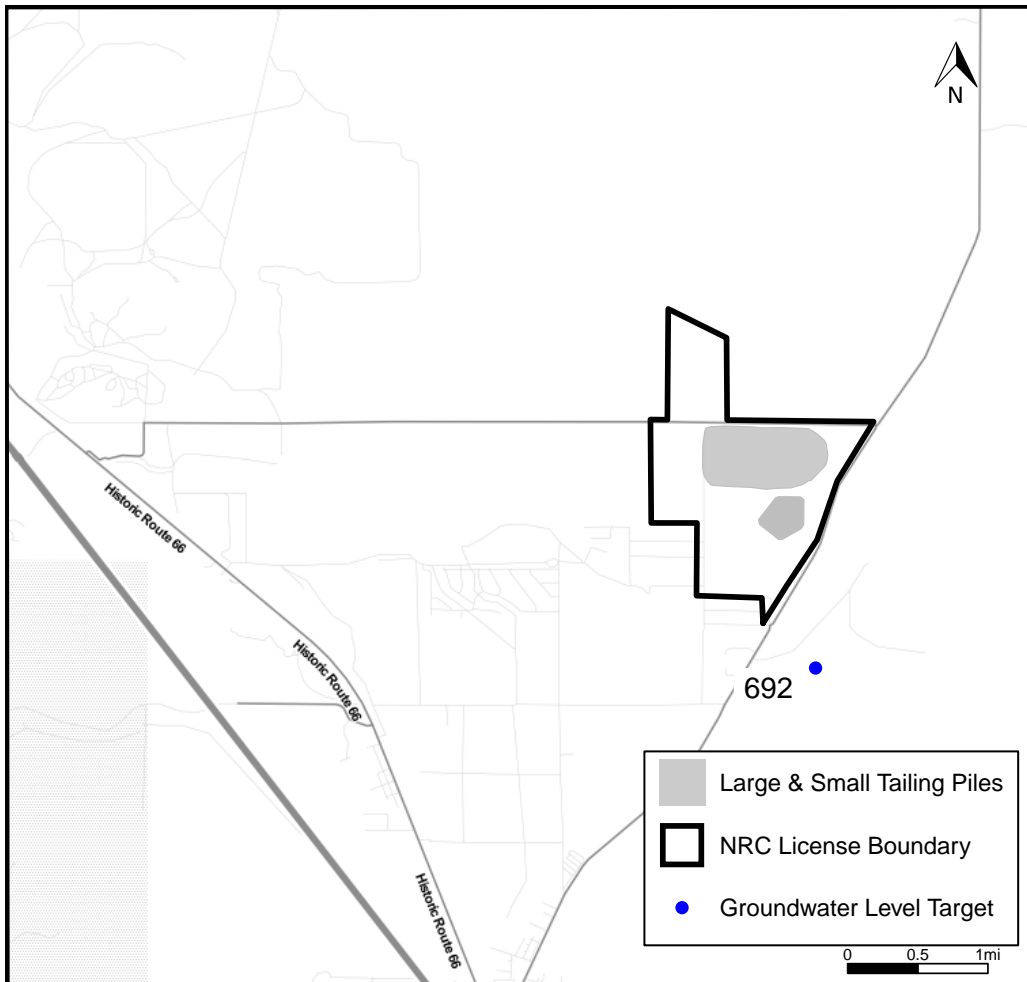 N
Historic Route 66
Historic Route 66
692
Large & Small Tailing Piles
NRC License Boundary
Historic Route 66
Groundwater Level Target
0 0.5 1mi